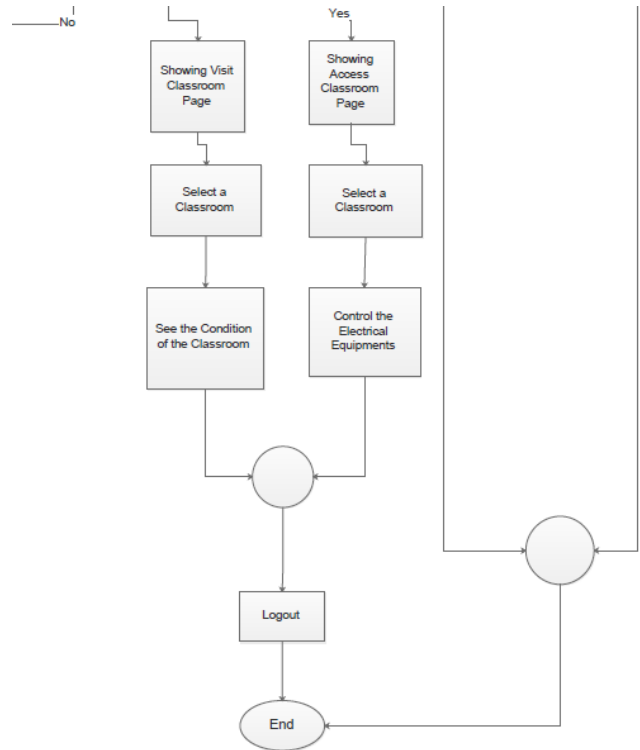 No
Yes
Showing Visit
Classroom
Page
Showing
Access
Classroom
Page
Select a
Classroom
Select a
Classroom
See the Condition
of the Classroom
Control the
Electrical
Equipments
Logout
End